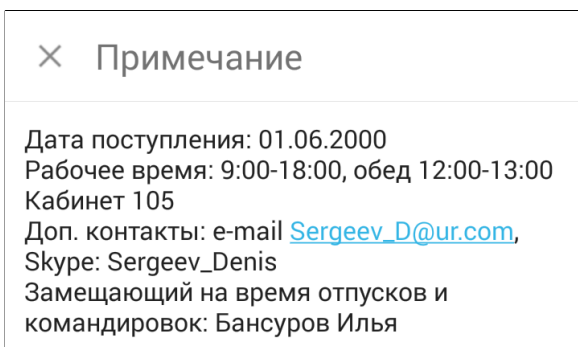 Примечание
Дата поступления: 01.06.2000
Рабочее время: 9:00-18:00, обед 12:00-13:00
Кабинет 105
Доп. контакты: e-mail Sergeev_D@ur.com,
Skype: Sergeev_Denis
Замещающий на время отпусков и
командировок: Бансуров Илья